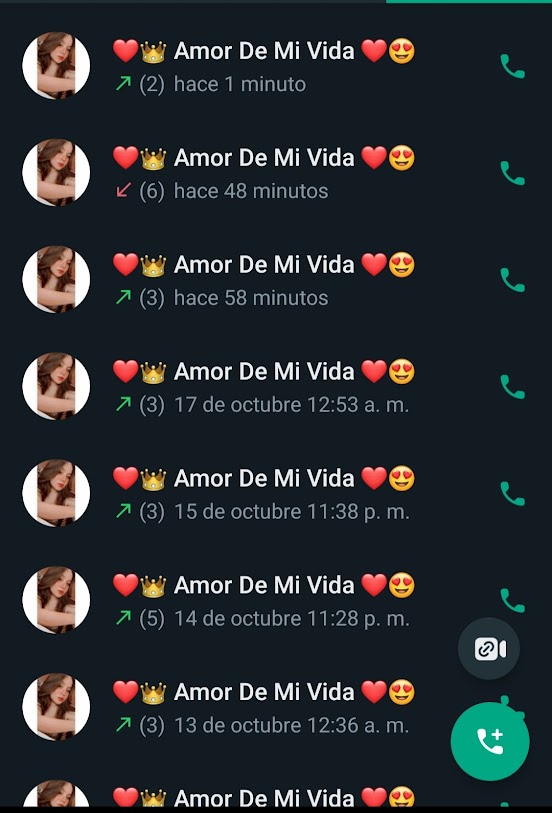 ❤️👑 Amor De Mi Vida ❤️😍
(2) hace 1 minuto
❤️👑 Amor De Mi Vida ❤️😍
(6) hace 48 minutos
❤️👑 Amor De Mi Vida ❤️😍
(3) hace 58 minutos
❤️👑 Amor De Mi Vida ❤️😍
(3) 17 de octubre 12:53 a. m.
❤️👑 Amor De Mi Vida ❤️😍
(3) 15 de octubre 11:38 p. m.
❤️👑 Amor De Mi Vida ❤️😍
(5) 14 de octubre 11:28 p. m.
❤️👑 Amor De Mi Vida ❤️😍
(3) 13 de octubre 12:36 a. m.
❤️👑 Amor De Mi Vida ❤️😍